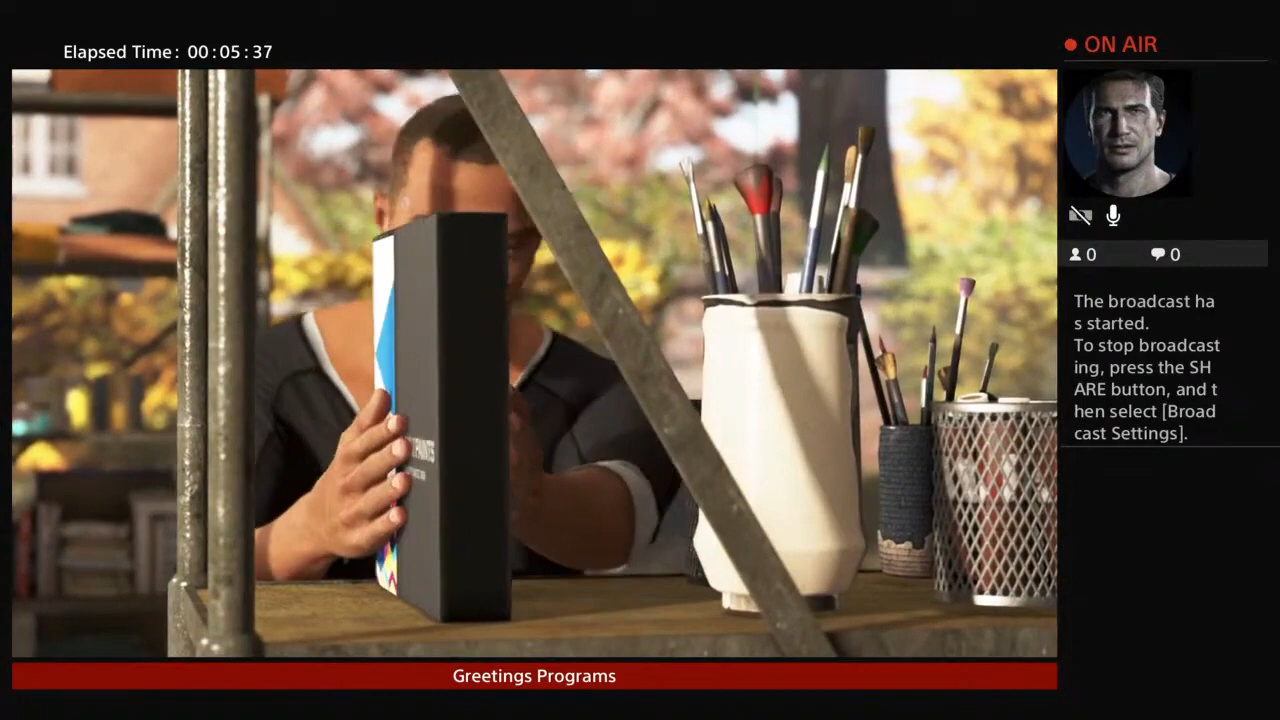 Elapsed Time: 00:05:37
ON AIR
0
0
The broadcast ha
s started.
To stop broadcast
ing, press the SH
ARE button, and t
hen select [Broad
cast Settings].
Greetings Programs